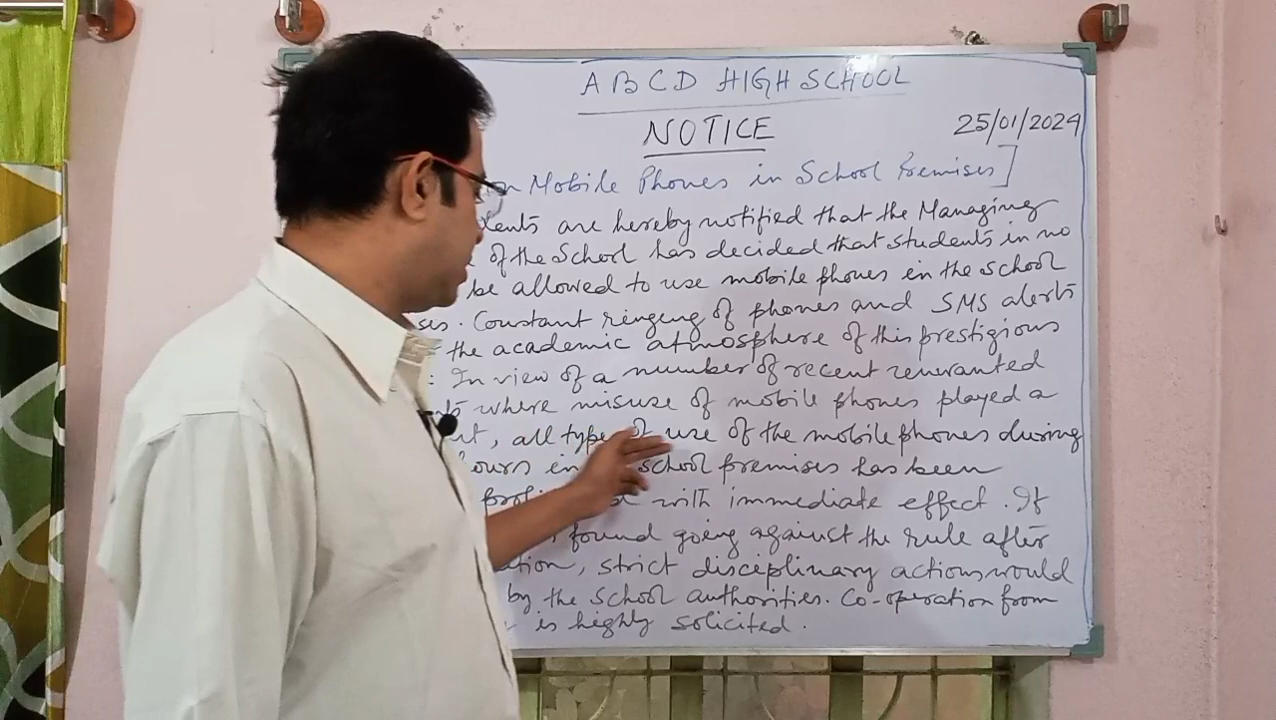 ABCD HIGH SCHOOL
NOTICE
25/01/2024
on Mobile Phones in School Premises]
are hereby notified that the Managing
of the School has decided that students in no
be allowed to use mobile phones in the school
Constant ringing of phones and SMS alerts
the academic atmosphere of this prestigious
In view of a number of recent
where misuse of mobile phones played a
, all type of use of the mobile phones during
in school premises has been
with immediate effect. If
found going against the rule after
, strict disciplinary actions would
by the school authorities. Co-operation from
is highly solicited.